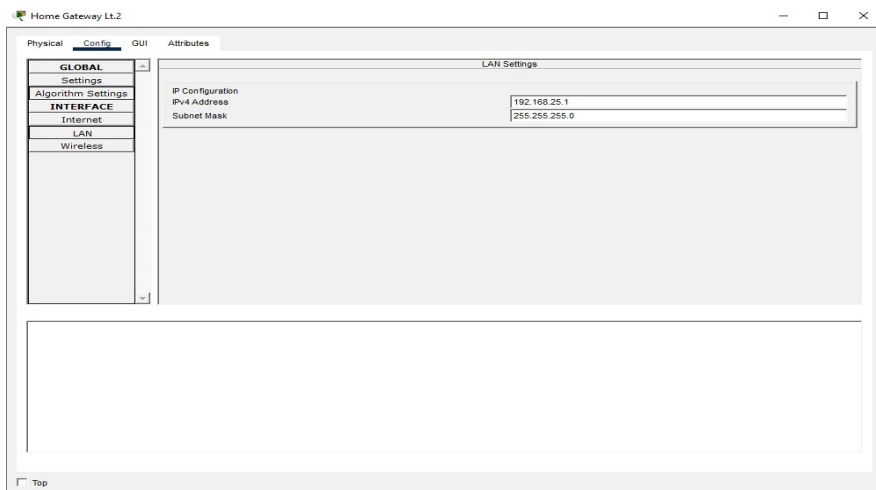 Home Gateway Lt.2
Physical Config GUI Attributes
GLOBAL
Settings
Algorithm Settings
INTERFACE
Internet
LAN
Wireless
LAN Settings
IP Configuration
IPv4 Address 192.168.25.1
Subnet Mask 255.255.255.0
Top